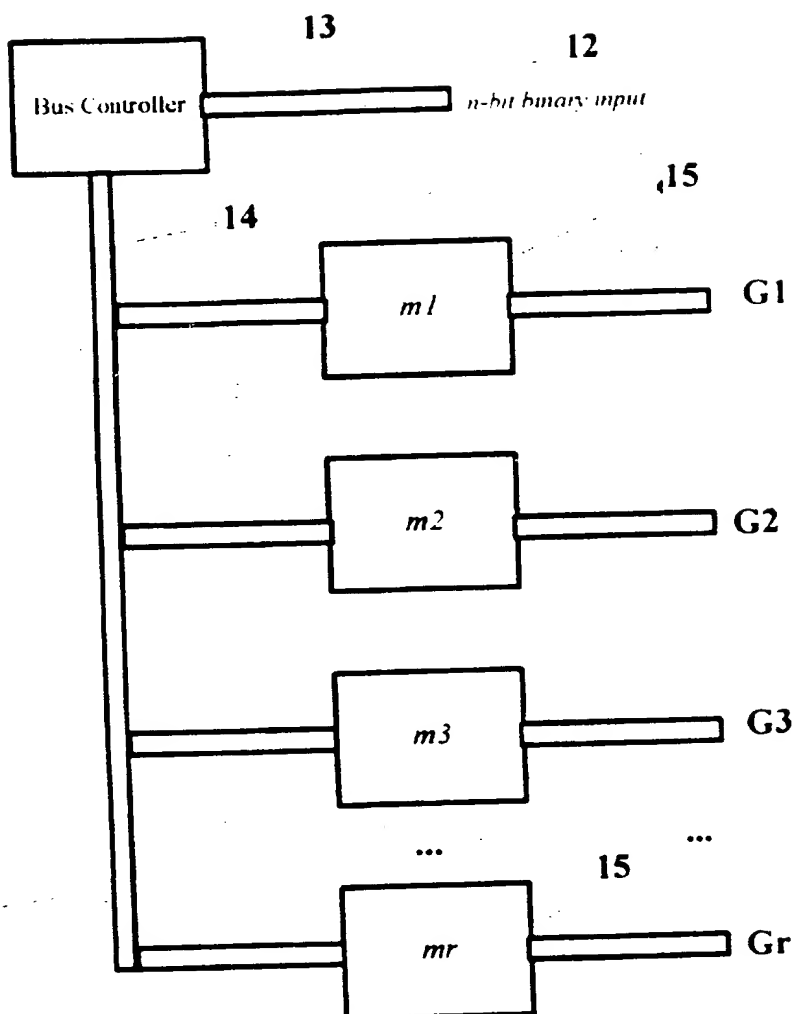 13
12
Bus Controller
n-bit binary input
15
14
m1
G1
m2
G2
m3
G3
...
...
15
mr
Gr